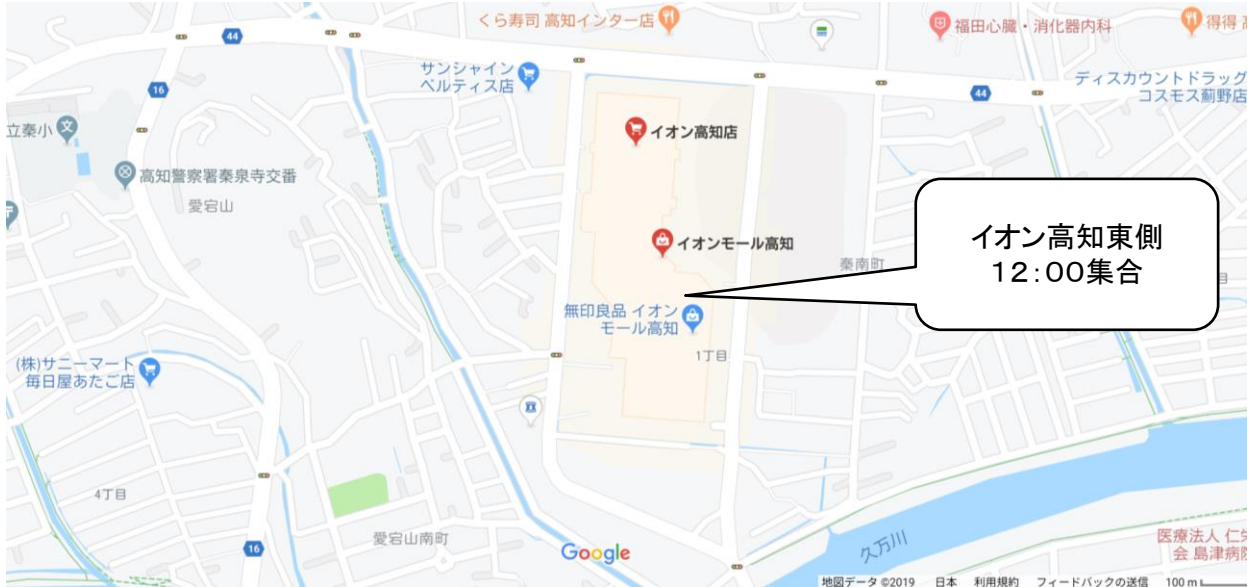 くら寿司 高知インター店
福田心臓・消化器内科
得得
44
サンシャイン
ベルティス店
16
44
ディスカウントドラッグ
コスモス薊野店
立秦小
イオン高知店
高知警察署秦泉寺交番
愛宕山
イオンモール高知
秦南町
イオン高知東側
12:00集合
無印良品 イオン
モール高知
1丁目
(株)サニーマート
毎日屋あたご店
4丁目
愛宕山南町
16
Google
久万川
医療法人 仁栄
会 島津病院
地図データ ©2019 日本 利用規約 フィードバックの送信 100 m